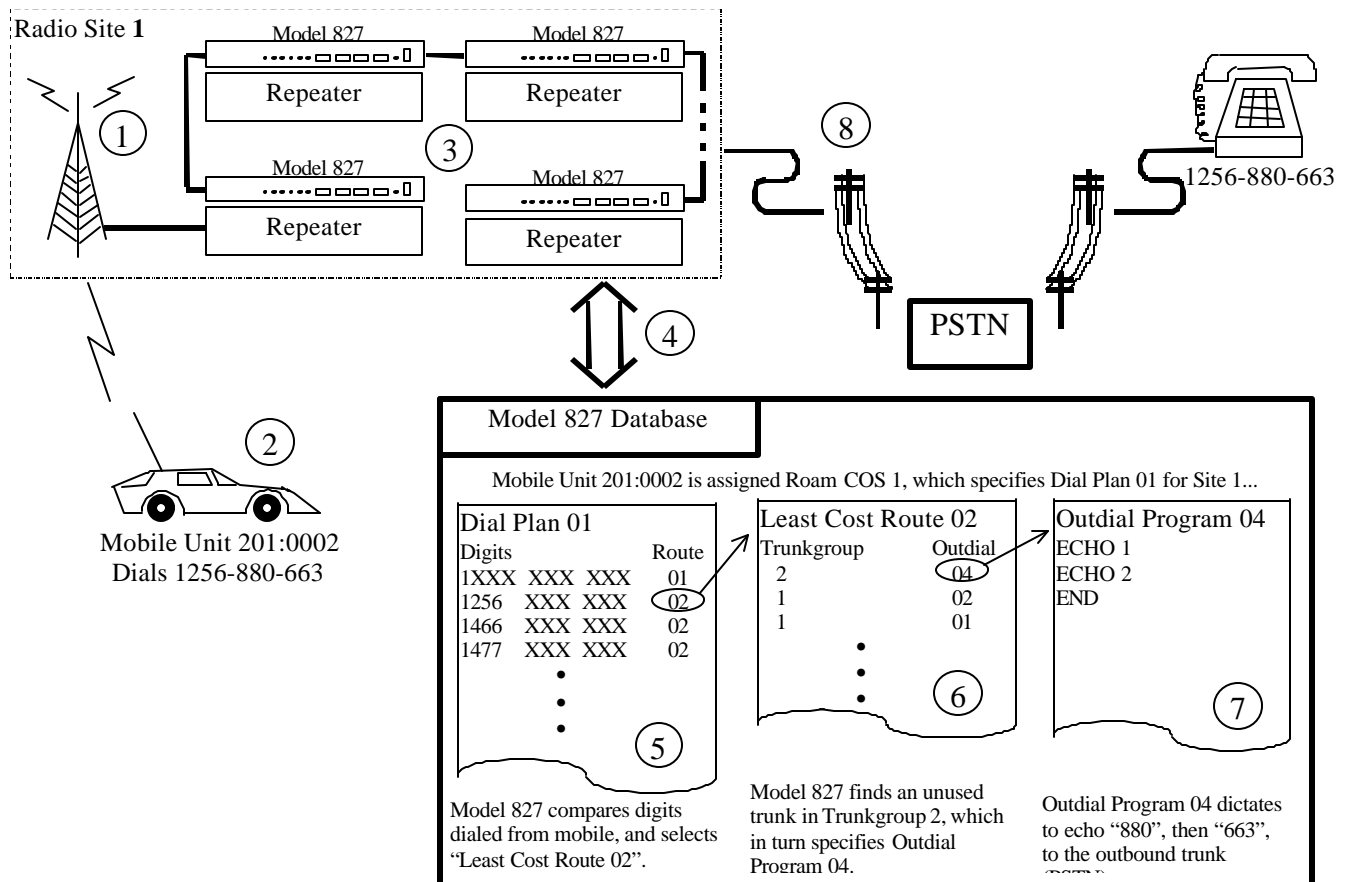 Radio Site 1
Model 827
Model 827
Repeater
Repeater
1
3
Model 827
Model 827
Repeater
Repeater
8
1256-880-663
PSTN
4
2
Mobile Unit 201:0002
Dials 1256-880-663
Model 827 Database
Mobile Unit 201:0002 is assigned Roam COS 1, which specifies Dial Plan 01 for Site 1...
Dial Plan 01
Digits Route
1XXX XXX XXX 01
1256 XXX XXX 02
1466 XXX XXX 02
1477 XXX XXX 02
5
Model 827 compares digits
dialed from mobile, and selects
“Least Cost Route 02”.
Least Cost Route 02
Trunkgroup Outdial
2 04
1 02
1 01
6
Model 827 finds an unused
trunk in Trunkgroup 2, which
in turn specifies Outdial
Program 04.
Outdial Program 04
ECHO 1
ECHO 2
END
7
Outdial Program 04 dictates
to echo “880”, then “663”,
to the outbound trunk
(PSTN)